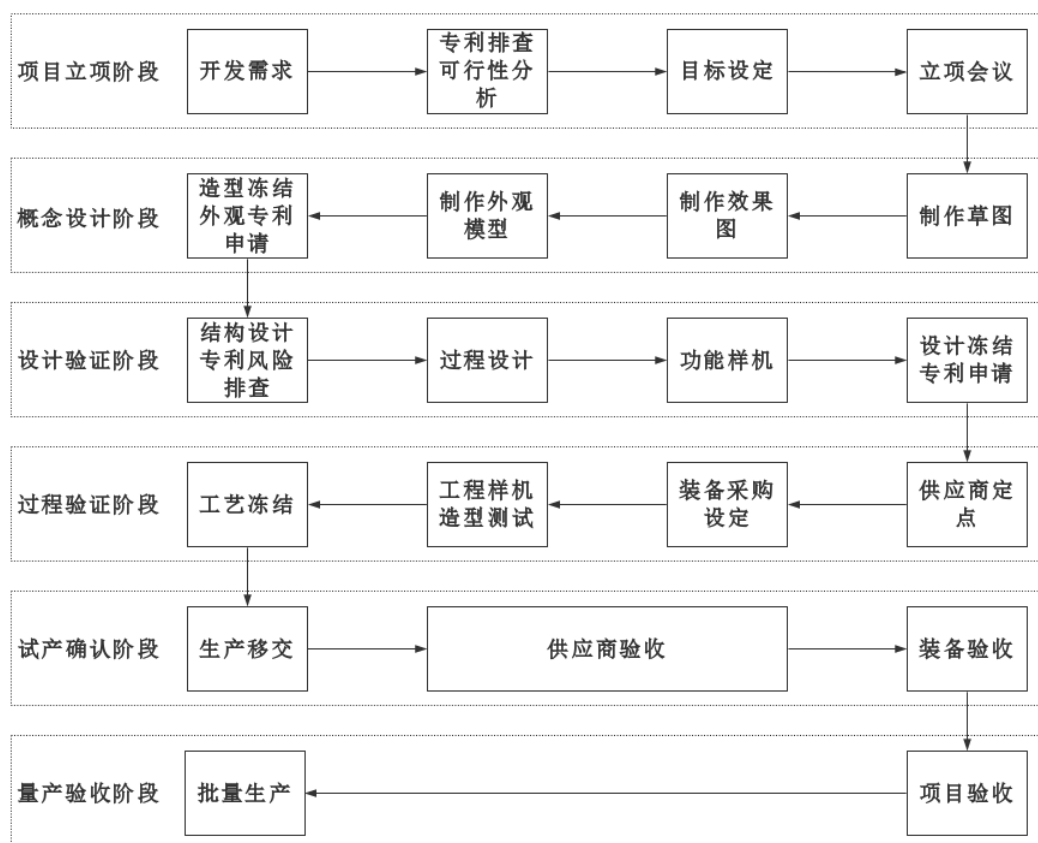 项目立项阶段
开发需求
专利排查
可行性分
析
目标设定
立项会议
概念设计阶段
造型冻结
外观专利
申请
制作外观
模型
制作效果
图
制作草图
设计验证阶段
结构设计
专利风险
排查
过程设计
功能样机
设计冻结
专利申请
过程验证阶段
工艺冻结
工程样机
造型测试
装备采购
设定
供应商定
点
试产确认阶段
生产移交
供应商验收
装备验收
量产验收阶段
批量生产
项目验收